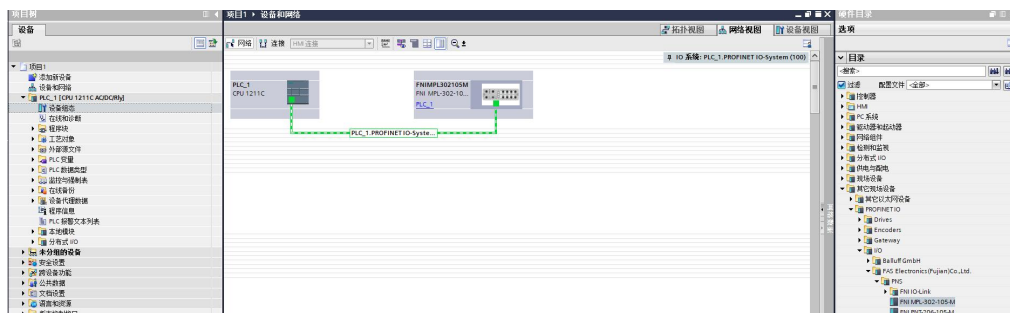 项目树
设备
项目1
添加新设备
设备和网络
PLC_1 [CPU 1211C AC/DC/Rly]
设备组态
在线和诊断
程序块
工艺对象
外部源文件
PLC 变量
PLC 数据类型
监控与强制表
在线备份
设备代理数据
程序信息
PLC 报警文本列表
本地模块
分布式 I/O
未分组的设备
安全设置
跨设备功能
公共数据
文档设置
语言和资源
项目1 ▸ 设备和网络
拓扑视图
网络视图
设备视图
网络
连接
HMI 连接
IO 系统: PLC_1.PROFINET IO-System (100)
PLC_1
CPU 1211C
FNIMPL302105M
FNI MPL-302-10...
PLC_1
PLC_1.PROFINET IO-Syste...
硬件目录
选项
目录
<搜索>
过滤
配置文件
<全部>
控制器
HMI
PC 系统
驱动器和起动器
网络组件
检测和监视
分布式 I/O
供电与配电
现场设备
其它现场设备
其它以太网设备
PROFINET IO
Drives
Encoders
Gateway
I/O
Balluff GmbH
FAS Electronics(Fujian)Co.,Ltd.
PNS
FNI IO-Link
FNI MPL-302-105-M
FNI PNT-206-105-M